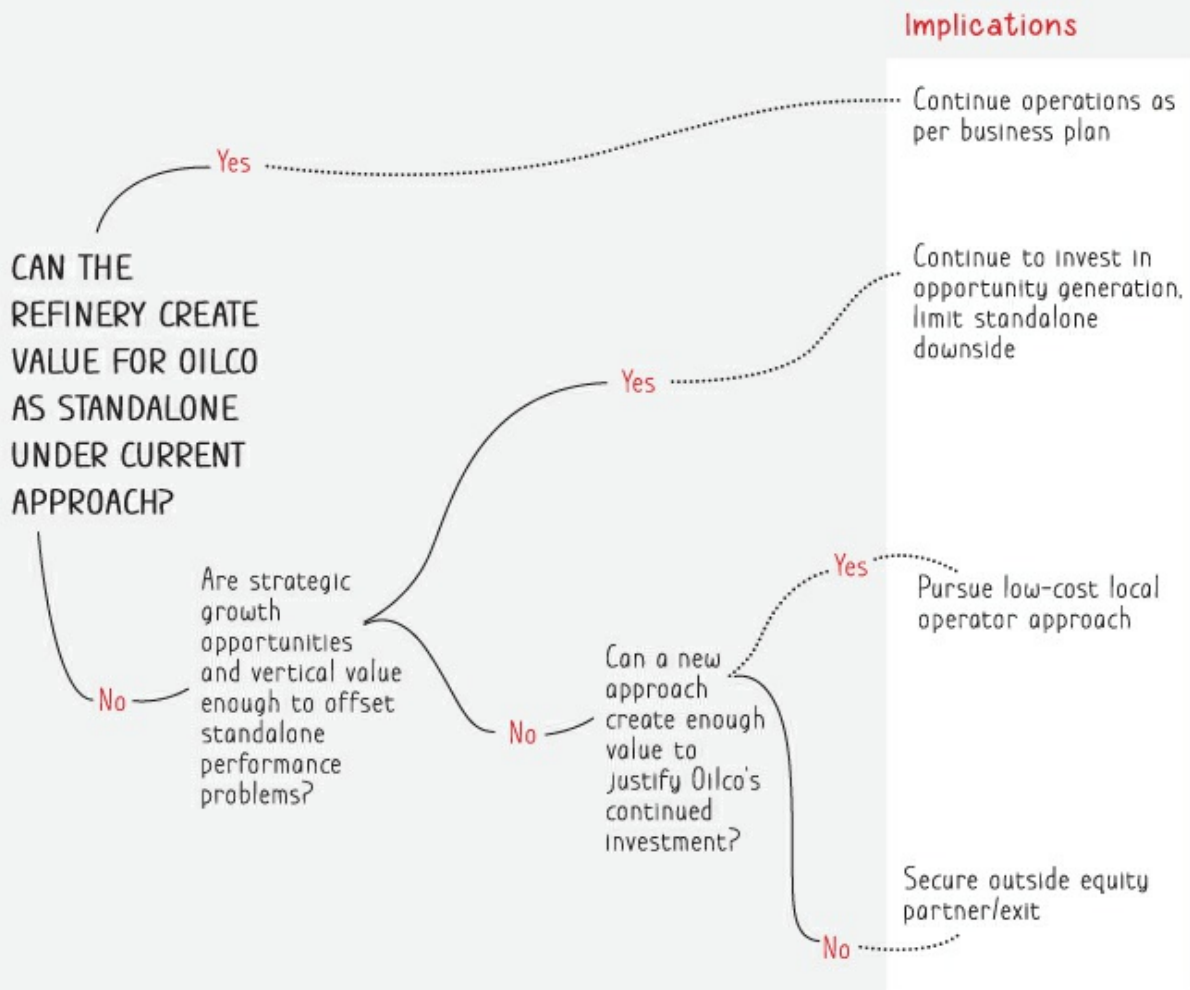 Implications
Continue operations as
per business plan
Yes
CAN THE
REFINERY CREATE
VALUE FOR OILCO
AS STANDALONE
UNDER CURRENT
APPROACH?
Continue to invest in
opportunity generation,
limit standalone
downside
Yes
No
Are strategic
growth
opportunities
and vertical value
enough to offset
standalone
performance
problems?
Yes
Pursue low-cost local
operator approach
No
Can a new
approach
create enough
value to
justify Oilco's
continued
investment?
Secure outside equity
partner/exit
No